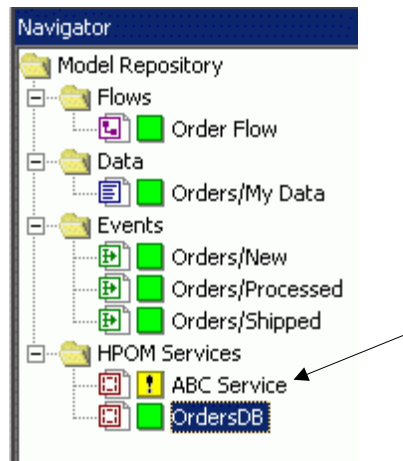 Navigator
Model Repository
Flows
Order Flow
Data
Orders/My Data
Events
Orders/New
Orders/Processed
Orders/Shipped
HPOM Services
! ABC Service
OrdersDB